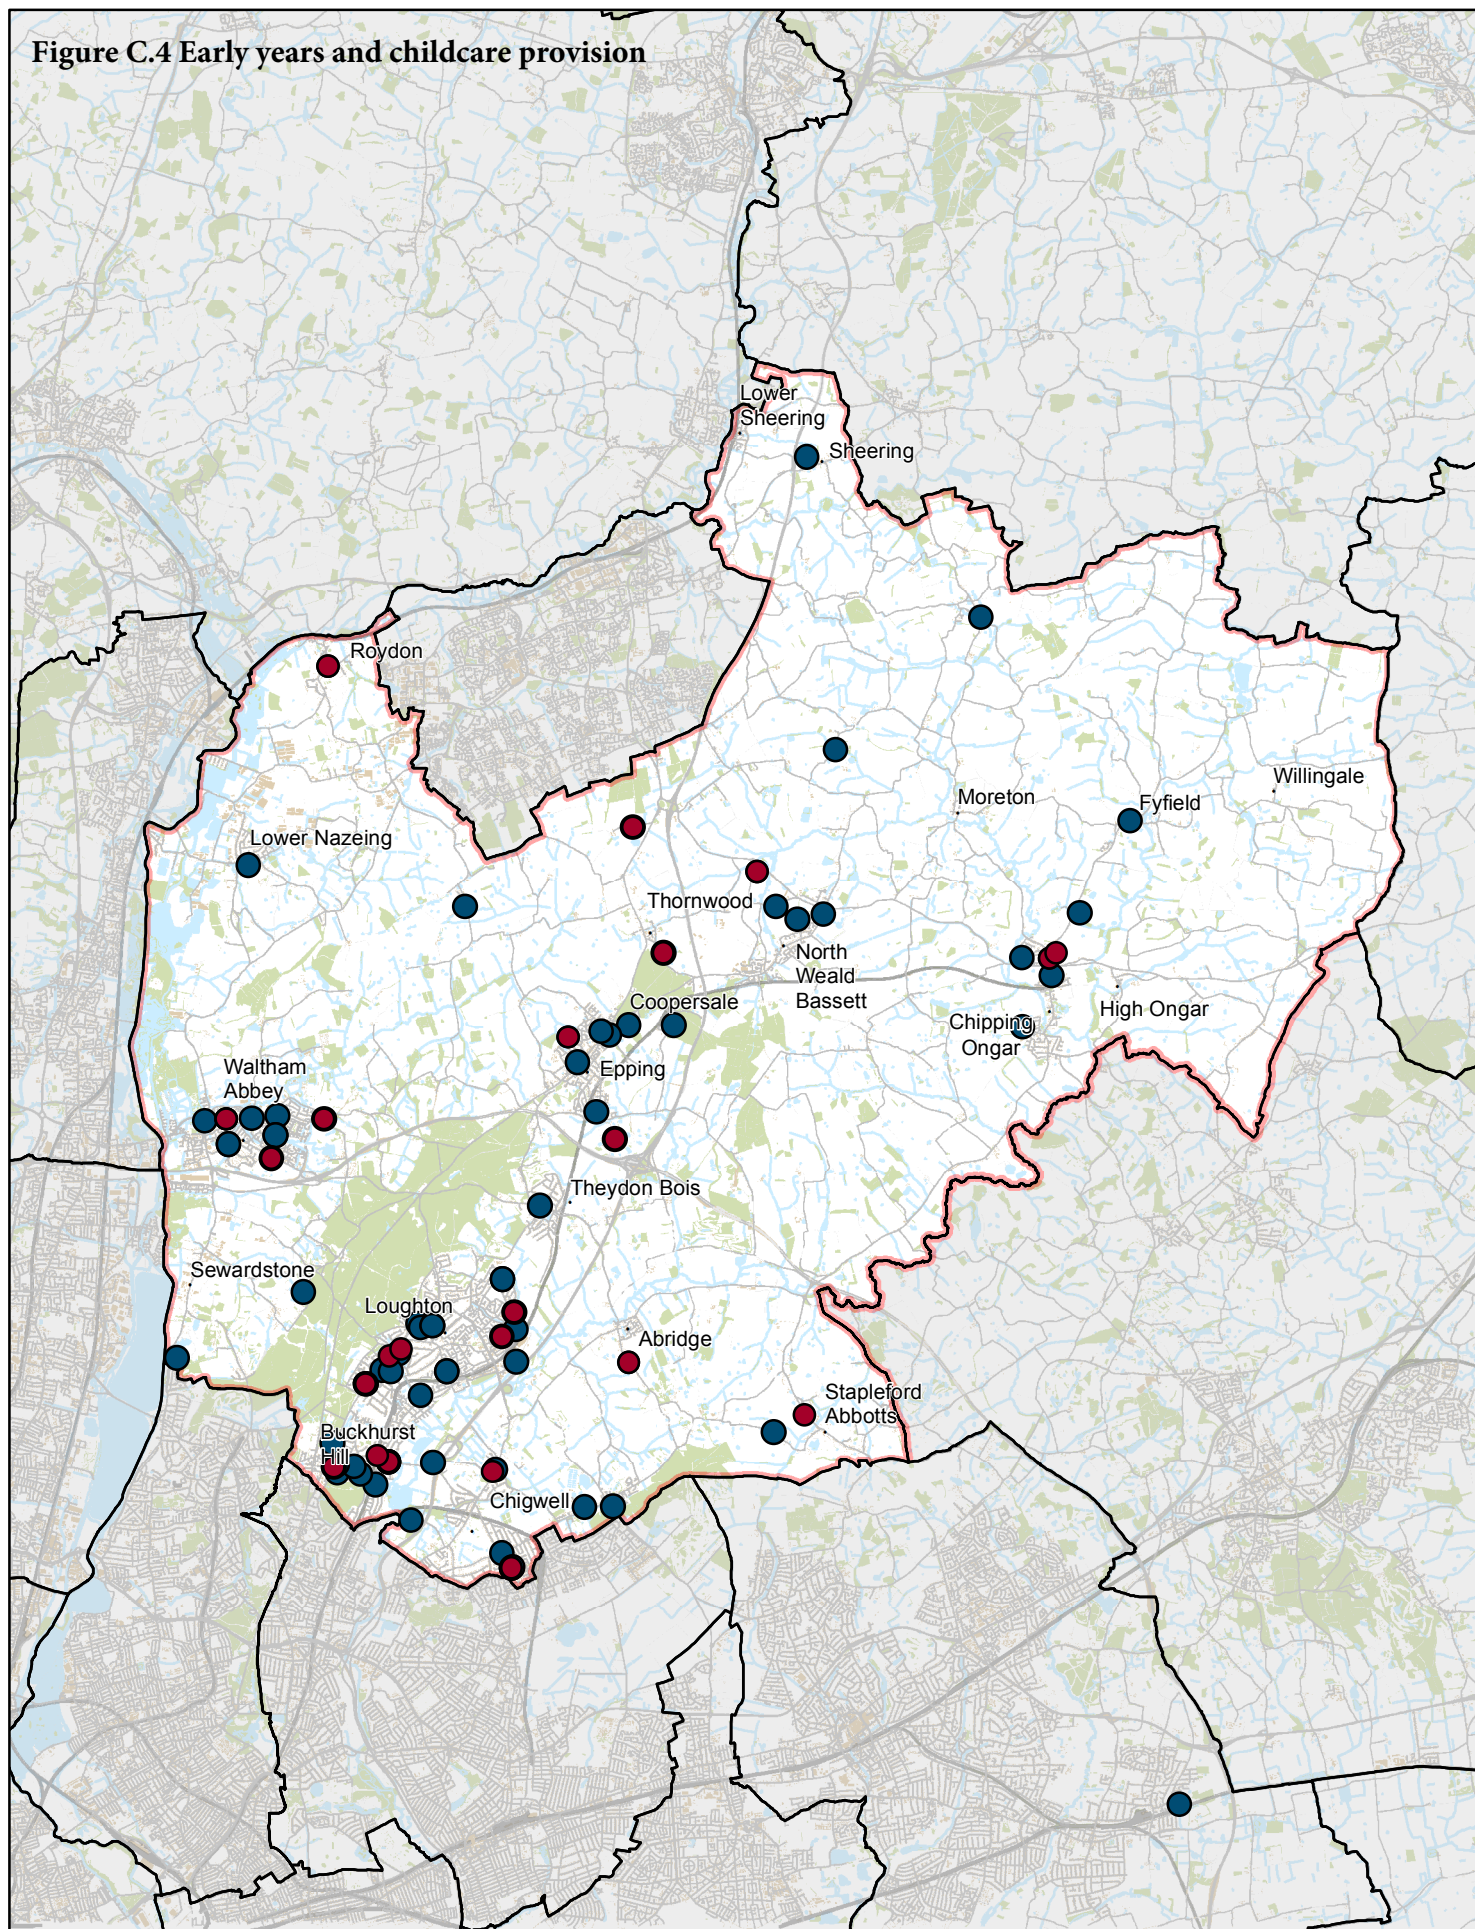 Figure C.4 Early years and childcare provision
Lower
Sheering
Sheering
Roydon
Willingale
Moreton
Fyfield
Lower Nazeing
Thornwood
North
Weald
Bassett
Coopersale
High Ongar
Chipping
Ongar
Epping
Waltham
Abbey
Theydon Bois
Sewardstone
Loughton
Abridge
Stapleford
Abbotts
Buckhurst
Hill
Chigwell